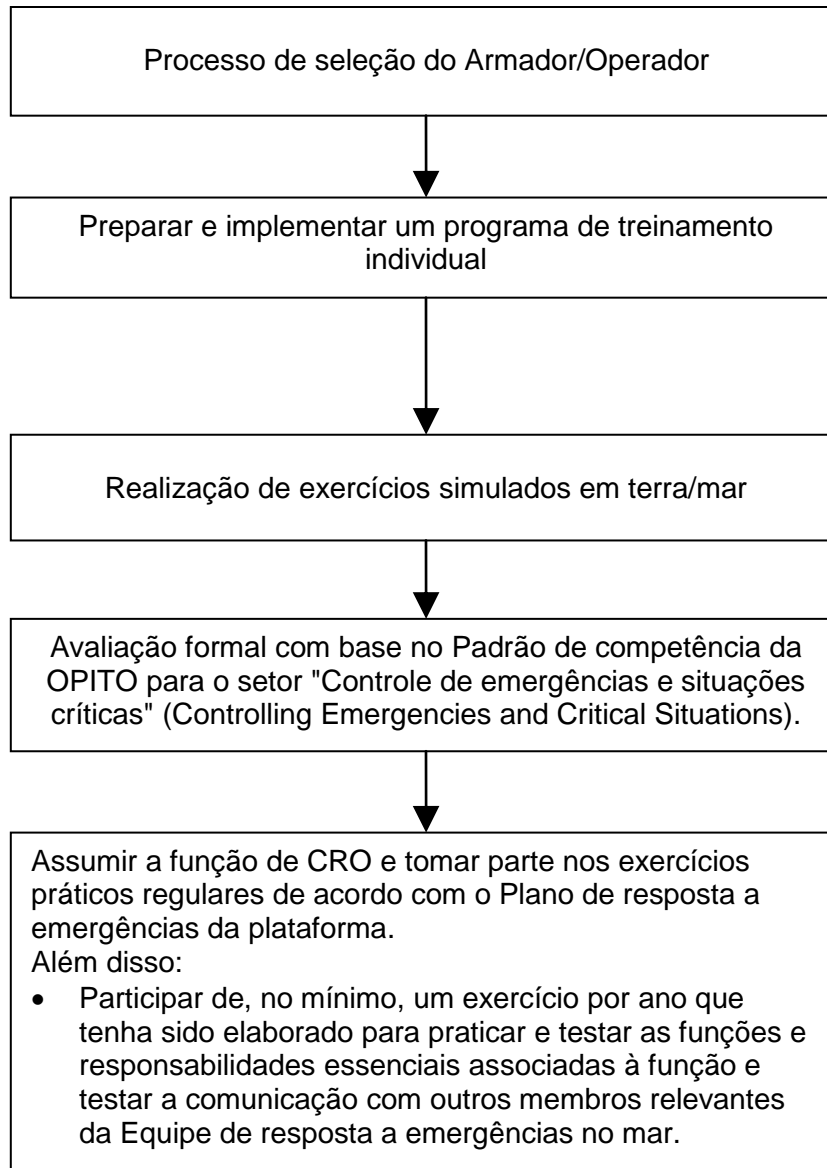 Processo de seleção do Armador/Operador
Preparar e implementar um programa de treinamento
individual
Realização de exercícios simulados em terra/mar
Avaliação formal com base no Padrão de competência da
OPITO para o setor "Controle de emergências e situações
críticas" (Controlling Emergencies and Critical Situations).
Assumir a função de CRO e tomar parte nos exercícios
práticos regulares de acordo com o Plano de resposta a
emergências da plataforma.
Além disso:
• Participar de, no mínimo, um exercício por ano que
tenha sido elaborado para praticar e testar as funções e
responsabilidades essenciais associadas à função e
testar a comunicação com outros membros relevantes
da Equipe de resposta a emergências no mar.